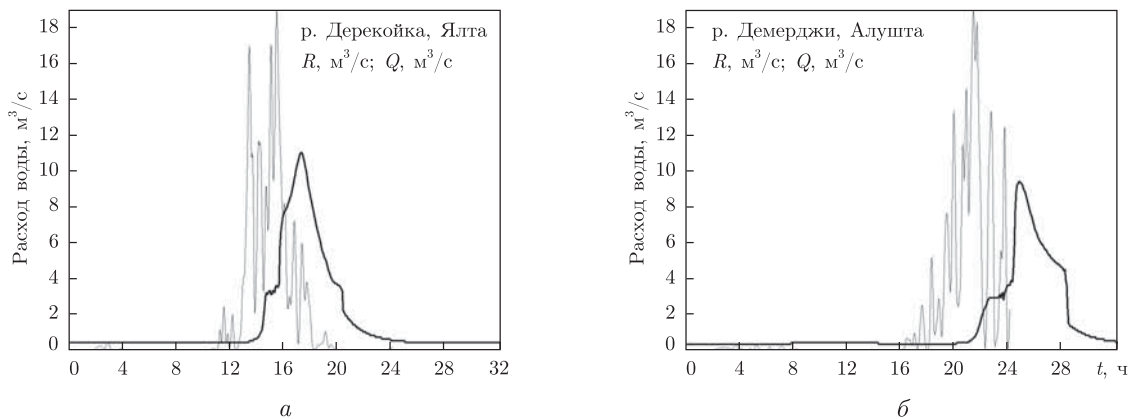 18
р. Дерекойка, Ялта
R, м³/с; Q, м³/с
16
14
12
10
8
6
4
2
0
Расход воды, м³/с
0 4 8 12 16 20 24 28 32
а
18
р. Демерджи, Алушта
R, м³/с; Q, м³/с
16
14
12
10
8
6
4
2
0
Расход воды, м³/с
0 4 8 12 16 20 24 28 t, ч
б